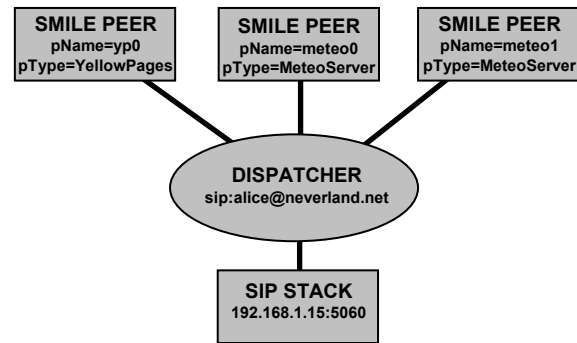 SMILE PEER
pName=yp0
pType=YellowPages
SMILE PEER
pName=meteo0
pType=MeteoServer
SMILE PEER
pName=meteo1
pType=MeteoServer
DISPATCHER
sip:alice@neverland.net
SIP STACK
192.168.1.15:5060